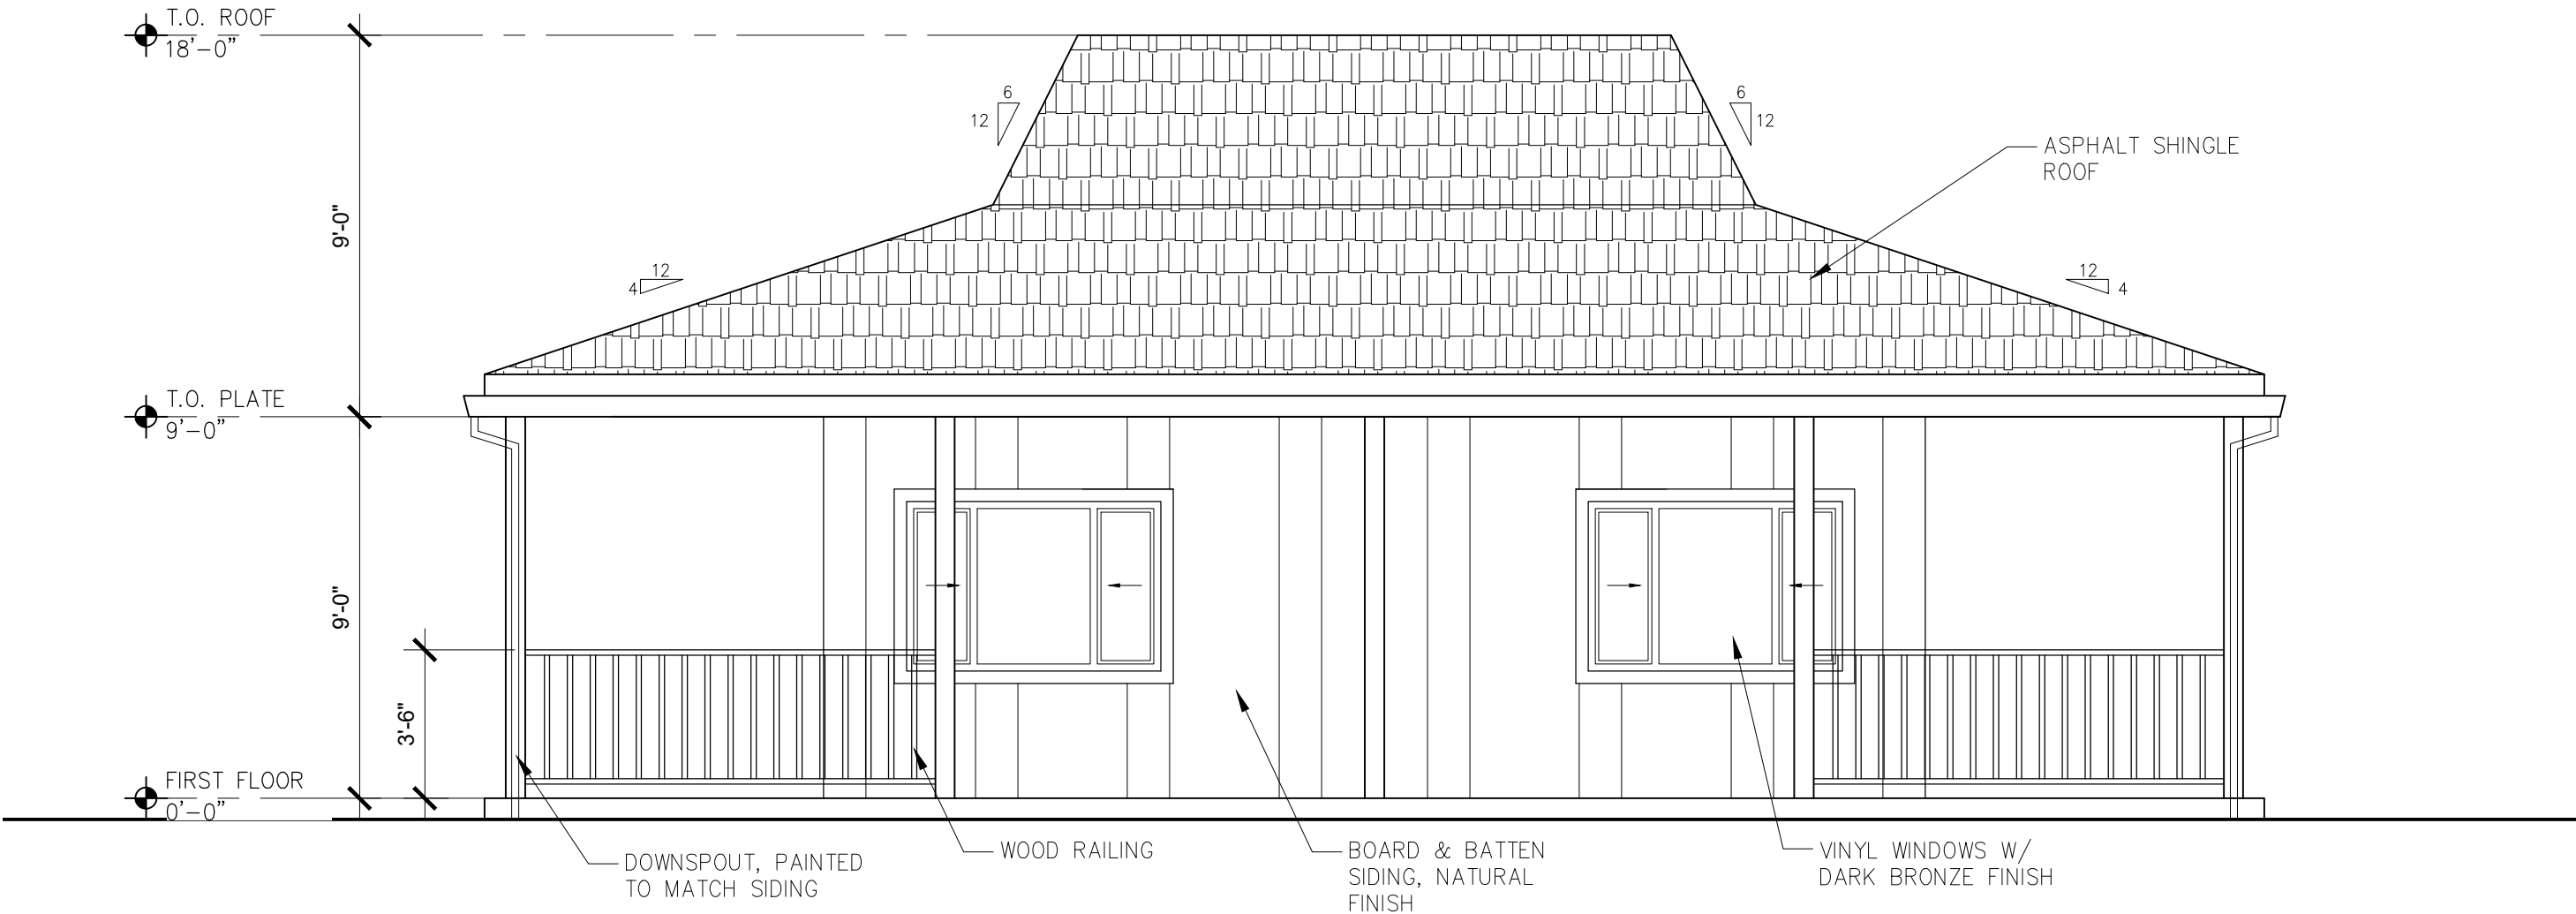 T.O. ROOF
18'-0"
6
12
6
12
ASPHALT SHINGLE
ROOF
9'-0"
12
4
12
4
T.O. PLATE
9'-0"
9'-0"
3'-6"
FIRST FLOOR
0'-0"
DOWNSPOUT, PAINTED
TO MATCH SIDING
WOOD RAILING
BOARD & BATTEN
SIDING, NATURAL
FINISH
VINYL WINDOWS W/
DARK BRONZE FINISH